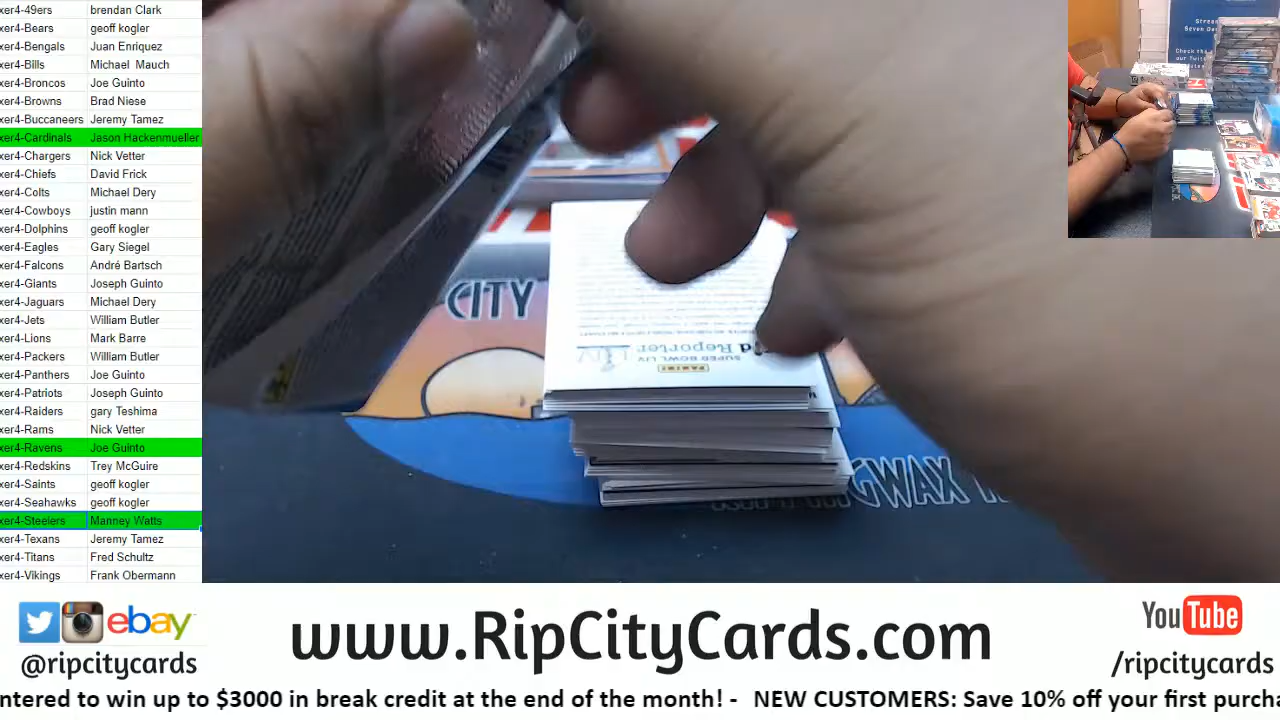 xer4-49ers brendan Clark
xer4-Bears geoff kogler
xer4-Bengals Juan Enriquez
xer4-Bills Michael Mauch
xer4-Broncos Joe Guinto
xer4-Browns Brad Niese
xer4-Buccaneers Jeremy Tamez
xer4-Cardinals Jason Hackenmueller
xer4-Chargers Nick Vetter
xer4-Chiefs David Frick
xer4-Colts Michael Dery
xer4-Cowboys justin mann
xer4-Dolphins geoff kogler
xer4-Eagles Gary Siegel
xer4-Falcons André Bartsch
xer4-Giants Joseph Guinto
xer4-Jaguars Michael Dery
xer4-Jets William Butler
xer4-Lions Mark Barre
xer4-Packers William Butler
xer4-Panthers Joe Guinto
xer4-Patriots Joseph Guinto
xer4-Raiders gary Teshima
xer4-Rams Nick Vetter
xer4-Ravens Joe Guinto
xer4-Redskins Trey McGuire
xer4-Saints geoff kogler
xer4-Seahawks geoff kogler
xer4-Steelers Manney Watts
xer4-Texans Jeremy Tamez
xer4-Titans Fred Schultz
xer4-Vikings Frank Obermann
CITY
d Reporter
SUPER BOWL LIV
PANINI
GWAX
Check
our Twit
ebay
@ripcitycards
www.RipCityCards.com
YouTube
/ripcitycards
ntered to win up to $3000 in break credit at the end of the month! - NEW CUSTOMERS: Save 10% off your first purcha